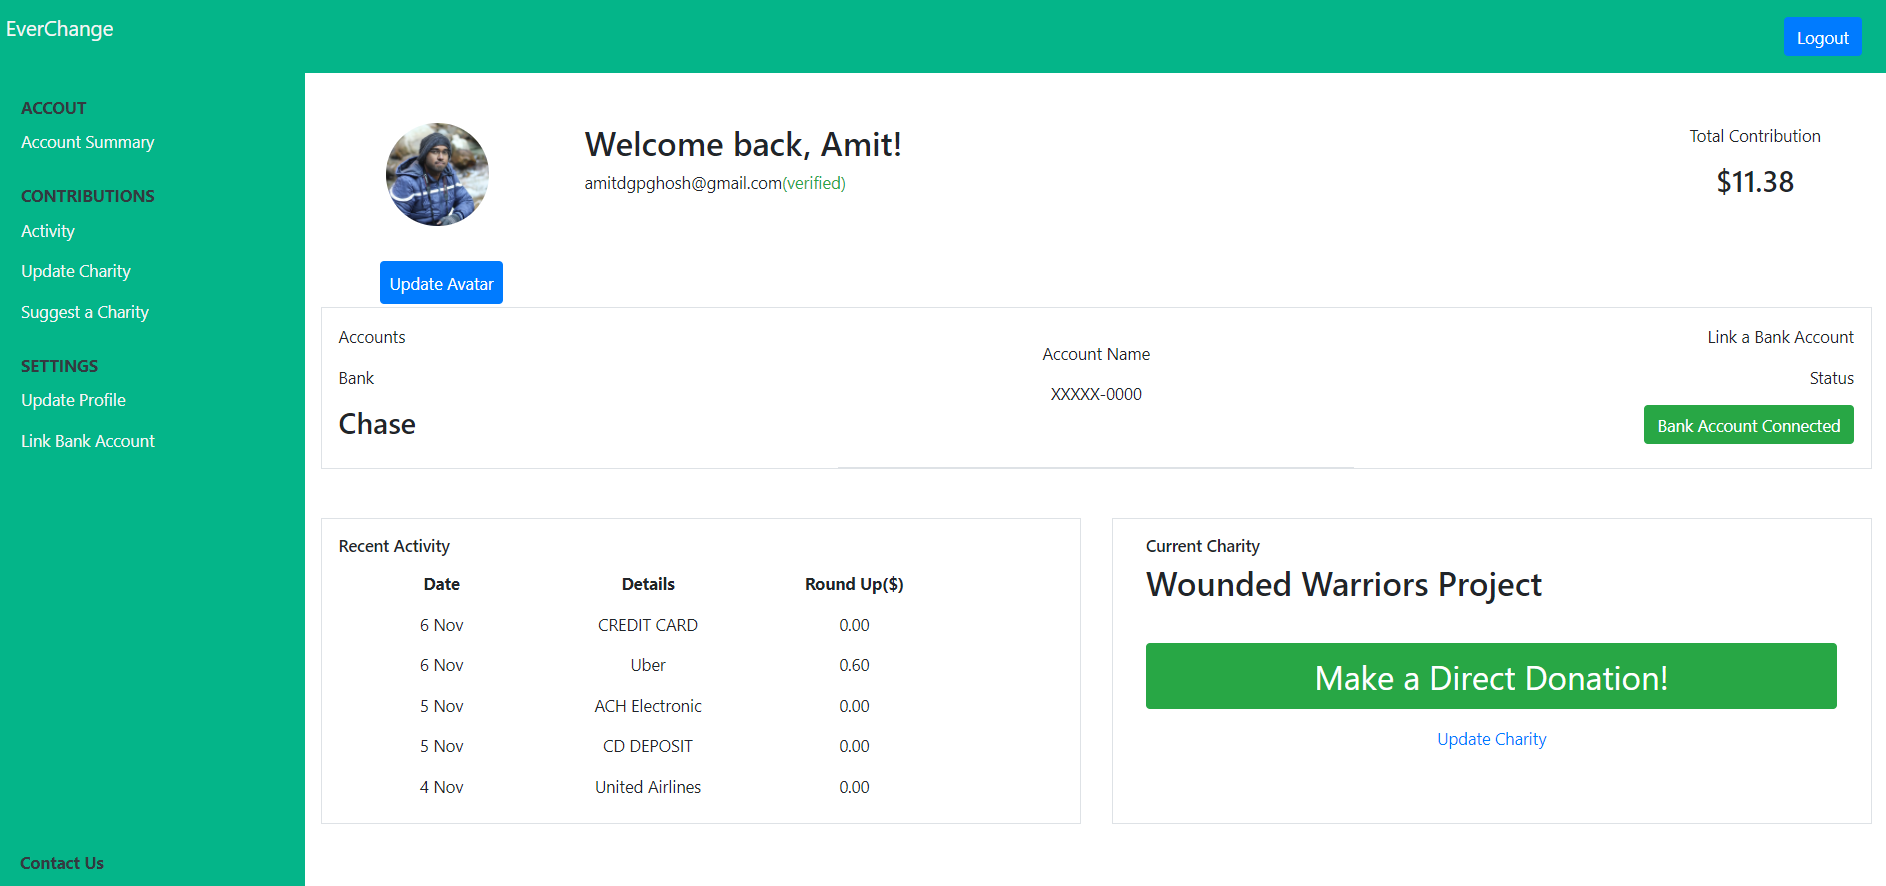 EverChange
Logout
ACCOUT
Account Summary
CONTRIBUTIONS
Activity
Update Charity
Suggest a Charity
SETTINGS
Update Profile
Link Bank Account
Contact Us
Welcome back, Amit!
amitdgpghosh@gmail.com(verified)
Total Contribution
$11.38
Update Avatar
Accounts
Bank
Chase
Account Name
XXXXX-0000
Link a Bank Account
Status
Bank Account Connected
Recent Activity
Date Details Round Up($)
6 Nov CREDIT CARD 0.00
6 Nov Uber 0.60
5 Nov ACH Electronic 0.00
5 Nov CD DEPOSIT 0.00
4 Nov United Airlines 0.00
Current Charity
Wounded Warriors Project
Make a Direct Donation!
Update Charity